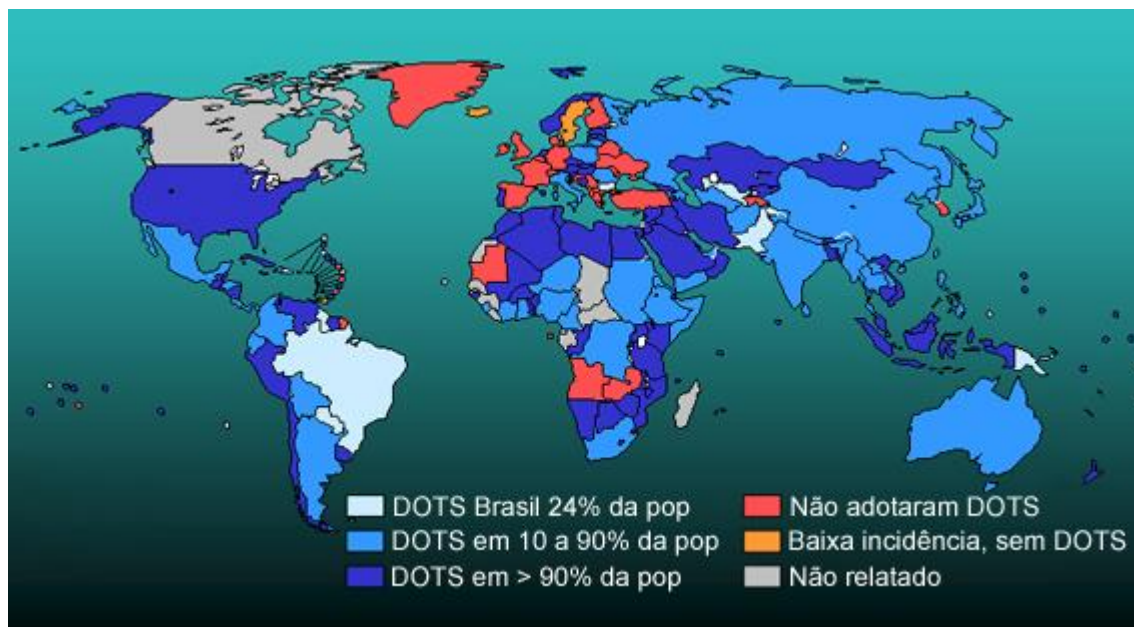 DOTS Brasil 24% da pop
DOTS em 10 a 90% da pop
DOTS em > 90% da pop
Não adotaram DOTS
Baixa incidência, sem DOTS
Não relatado